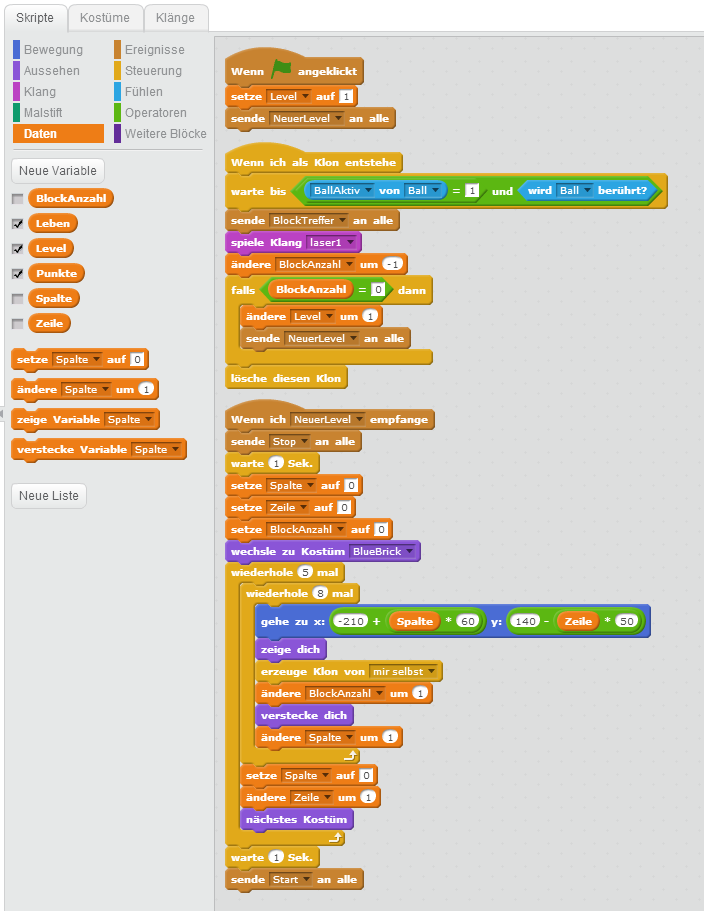 Skripte Kostüme Klänge
Bewegung Ereignisse
Aussehen Steuerung
Klang Fühlen
Malstift Operatoren
Daten Weitere Blöcke
Neue Variable
BlockAnzahl
Leben
Level
Punkte
Spalte
Zeile
setze Spalte auf 0
ändere Spalte um 1
zeige Variable Spalte
verstecke Variable Spalte
Neue Liste
Wenn angeklickt
setze Level auf 1
sende NeuerLevel an alle
Wenn ich als Klon entstehe
warte bis BallAktiv von Ball = 1 und wird Ball berührt?
sende BlockTreffer an alle
spiele Klang laser1
ändere BlockAnzahl um -1
falls BlockAnzahl = 0 dann
ändere Level um 1
sende NeuerLevel an alle
lösche diesen Klon
Wenn ich NeuerLevel empfange
sende Stop an alle
warte 1 Sek.
setze Spalte auf 0
setze Zeile auf 0
setze BlockAnzahl auf 0
wechsle zu Kostüm BlueBrick
wiederhole 5 mal
wiederhole 8 mal
gehe zu x: -210 + Spalte * 60 y: 140 - Zeile * 50
zeige dich
erzeuge Klon von mir selbst
ändere BlockAnzahl um 1
verstecke dich
ändere Spalte um 1
setze Spalte auf 0
ändere Zeile um 1
nächstes Kostüm
warte 1 Sek.
sende Start an alle